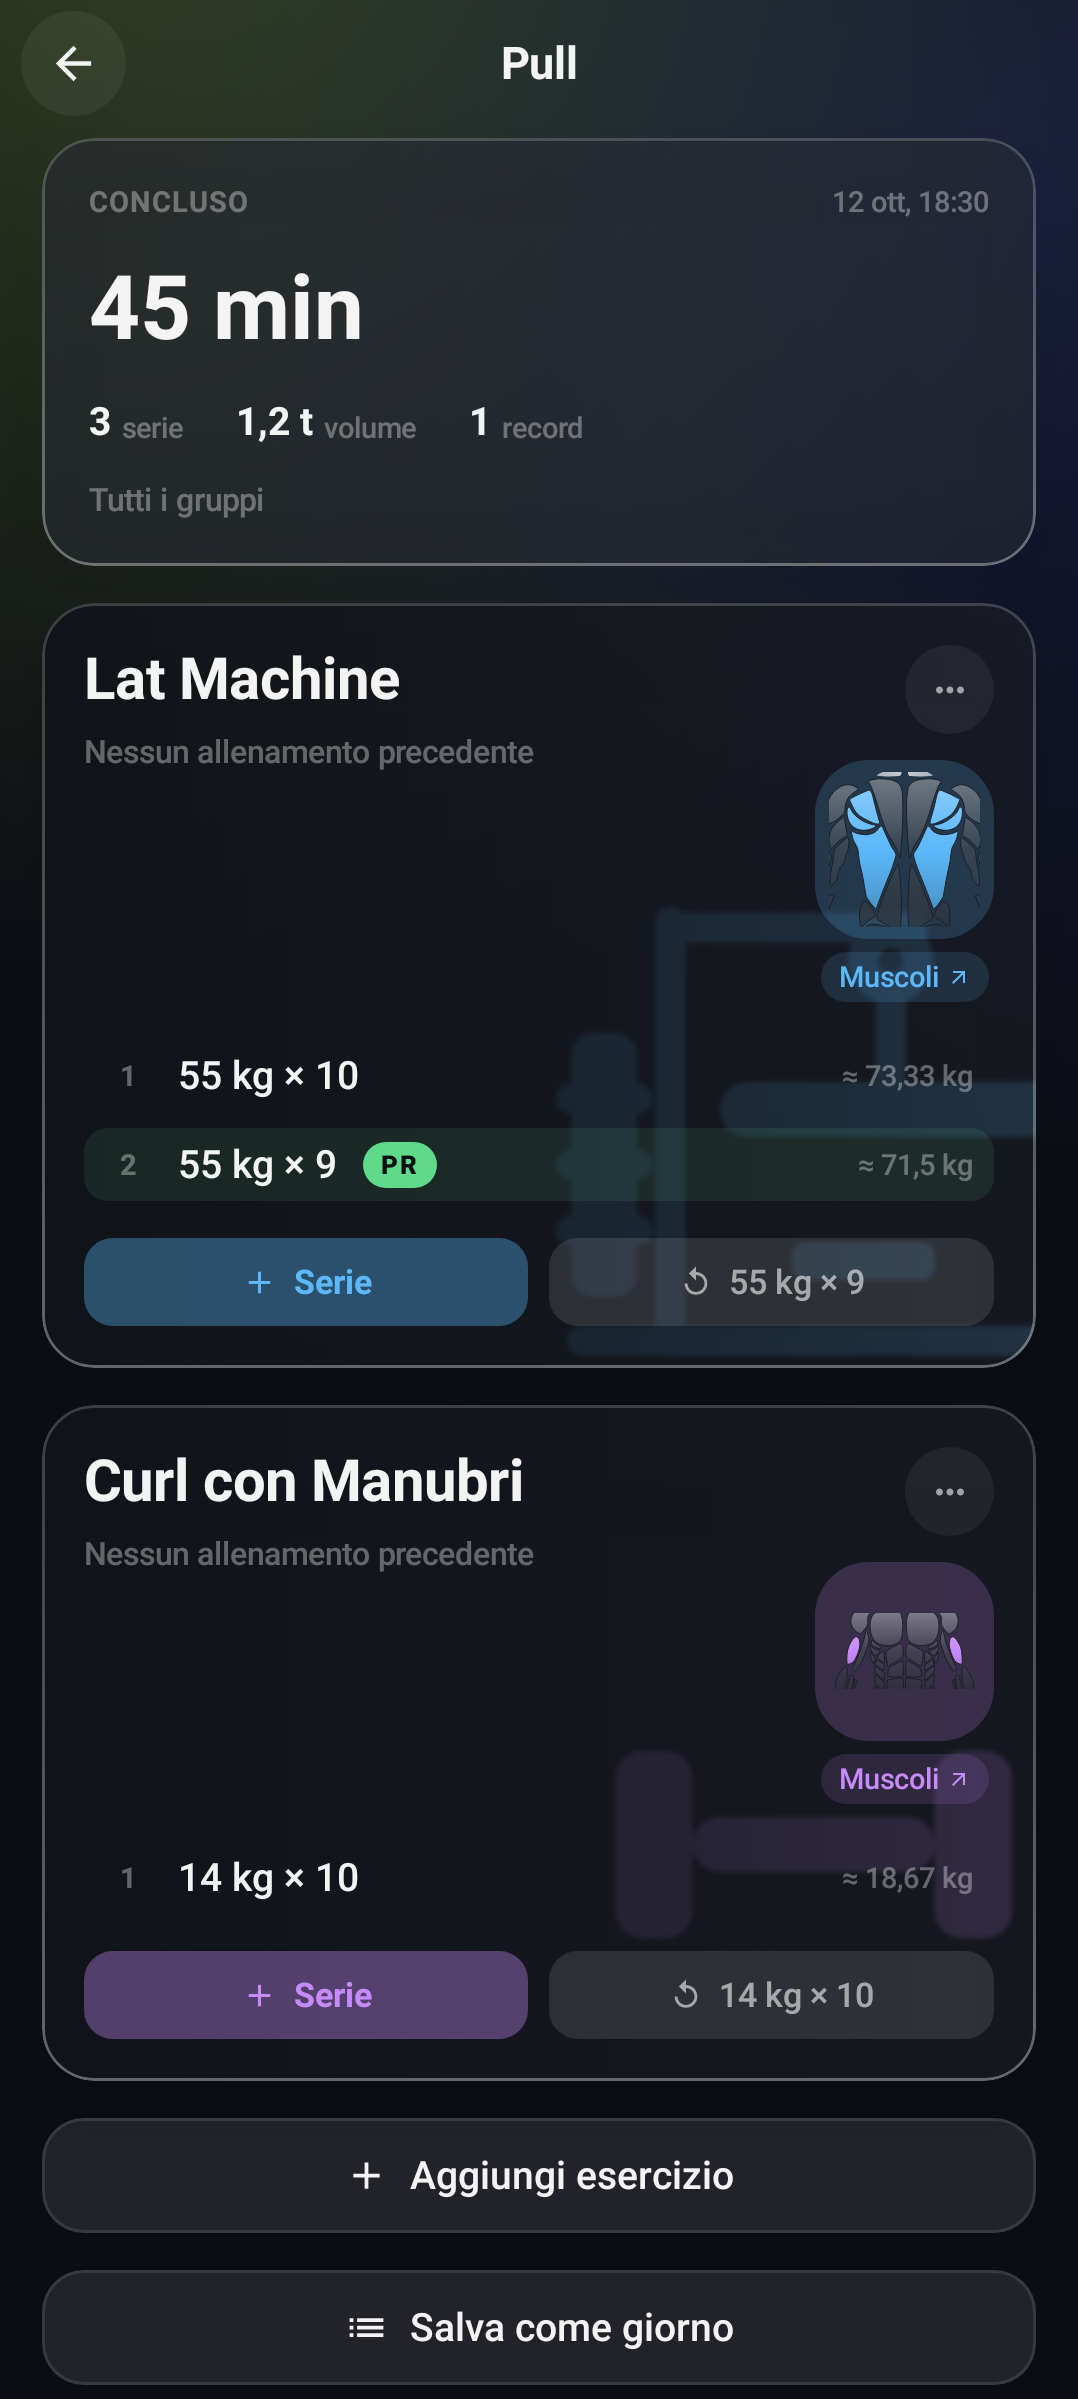 Pull
CONCLUSO 12 ott, 18:30
45 min
3 serie 1,2 t volume 1 record
Tutti i gruppi
Lat Machine
Nessun allenamento precedente
Muscoli
1 55 kg × 10 ≈ 73,33 kg
2 55 kg × 9 PR ≈ 71,5 kg
+ Serie 55 kg × 9
Curl con Manubri
Nessun allenamento precedente
Muscoli
1 14 kg × 10 ≈ 18,67 kg
+ Serie 14 kg × 10
+ Aggiungi esercizio
Salva come giorno